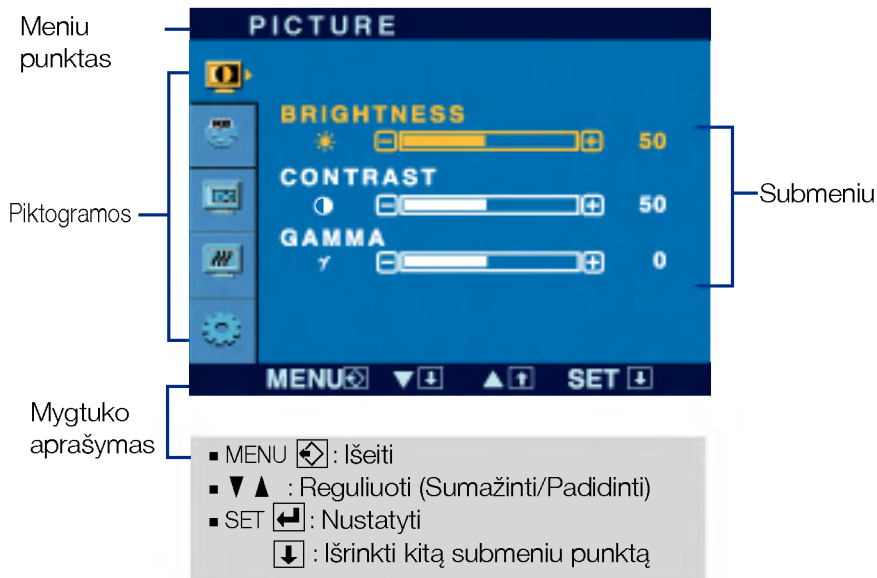 Meniu
punktas
PICTURE
BRIGHTNESS
50
CONTRAST
50
GAMMA
0
Piktogramos
Submeniu
MENU ▼ ▲ SET
Mygtuko
aprašymas
▪ MENU : Išeiti
▪ ▼ ▲ : Reguliuoti (Sumažinti/Padidinti)
▪ SET : Nustatyti
: Išrinkti kitą submeniu punktą